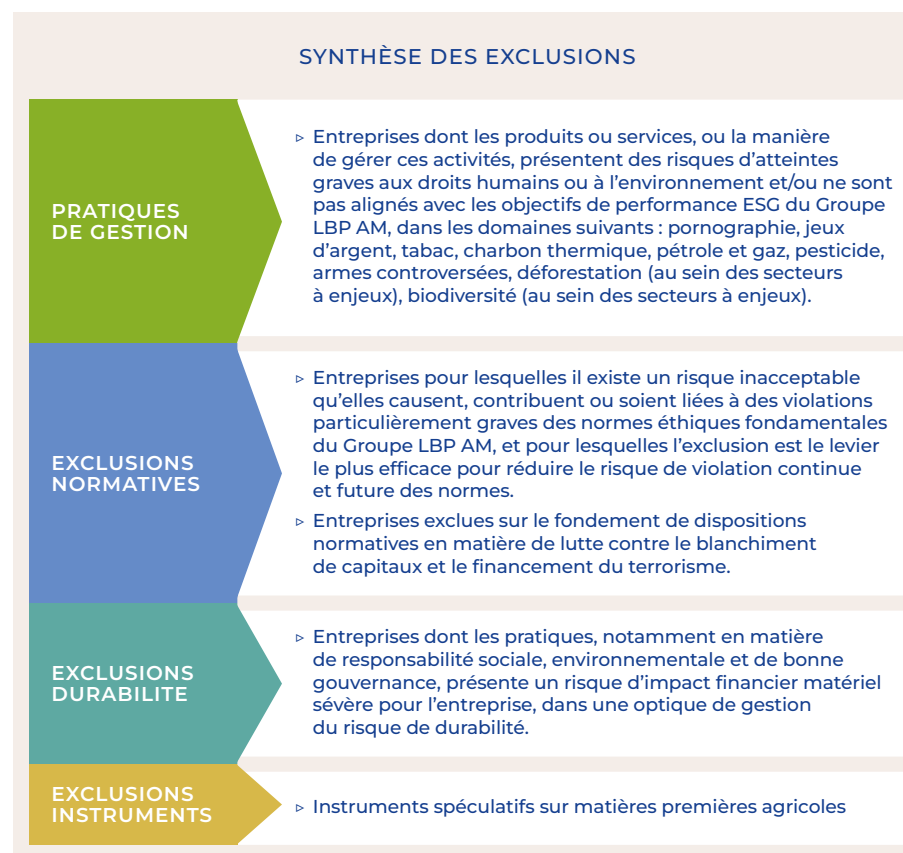 SYNTHÈSE DES EXCLUSIONS
PRATIQUES
DE GESTION
▹ Entreprises dont les produits ou services, ou la manière
de gérer ces activités, présentent des risques d’atteintes
graves aux droits humains ou à l’environnement et/ou ne sont
pas alignés avec les objectifs de performance ESG du Groupe
LBP AM, dans les domaines suivants : pornographie, jeux
d’argent, tabac, charbon thermique, pétrole et gaz, pesticide,
armes controversées, déforestation (au sein des secteurs
à enjeux), biodiversité (au sein des secteurs à enjeux).
EXCLUSIONS
NORMATIVES
▹ Entreprises pour lesquelles il existe un risque inacceptable
qu’elles causent, contribuent ou soient liées à des violations
particulièrement graves des normes éthiques fondamentales
du Groupe LBP AM, et pour lesquelles l’exclusion est le levier
le plus efficace pour réduire le risque de violation continue
et future des normes.
▹ Entreprises exclues sur le fondement de dispositions
normatives en matière de lutte contre le blanchiment
de capitaux et le financement du terrorisme.
EXCLUSIONS
DURABILITE
▹ Entreprises dont les pratiques, notamment en matière
de responsabilité sociale, environnementale et de bonne
gouvernance, présente un risque d’impact financier matériel
sévère pour l’entreprise, dans une optique de gestion
du risque de durabilité.
EXCLUSIONS
INSTRUMENTS
▹ Instruments spéculatifs sur matières premières agricoles